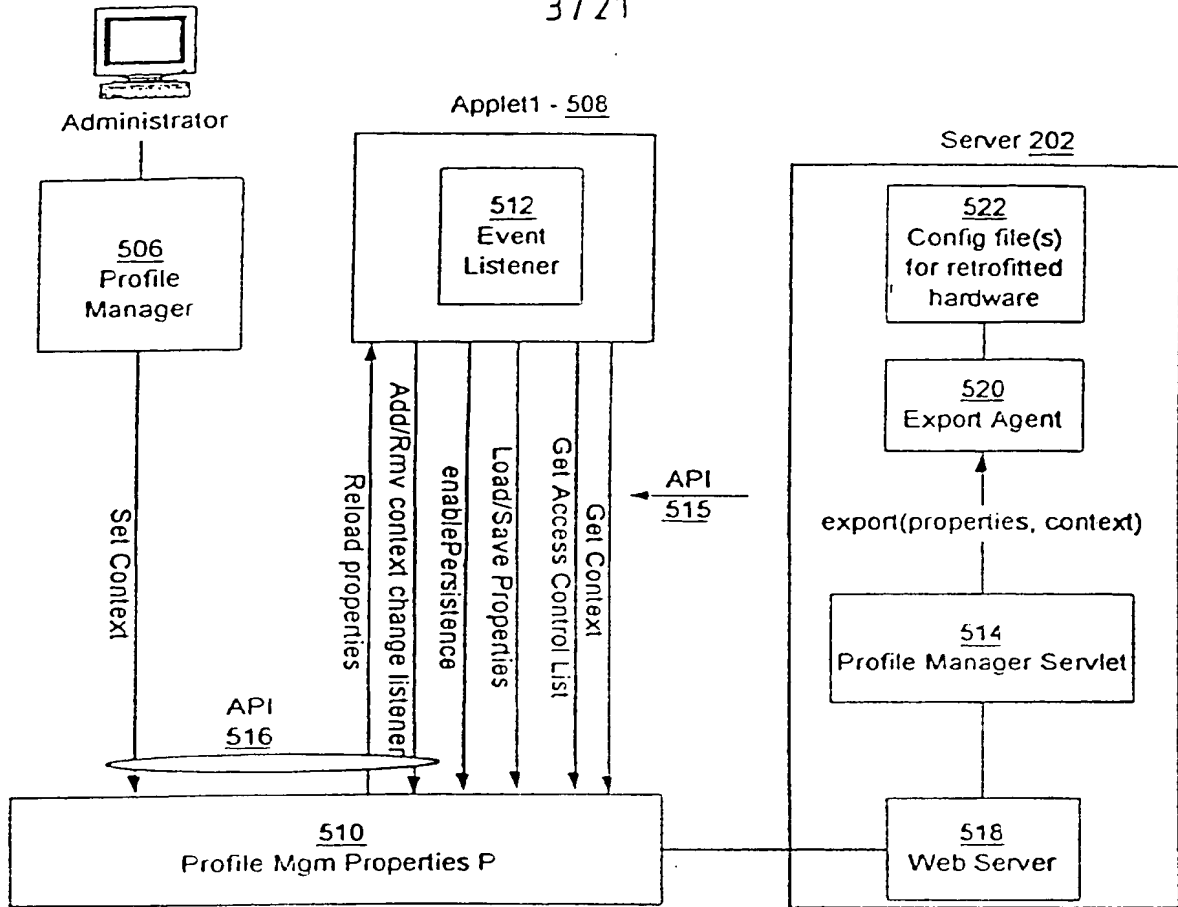 3/21
Administrator
Applet1 - 508
Server 202
506
Profile
Manager
512
Event
Listener
522
Config file(s)
for retrofitted
hardware
520
Export Agent
export(properties, context)
514
Profile Manager Servlet
518
Web Server
Set Context
Reload properties
Add/Rmv context change listener
enablePersistence
Load/Save Properties
Get Access Control List
Get Context
API
515
API
516
510
Profile Mgm Properties P